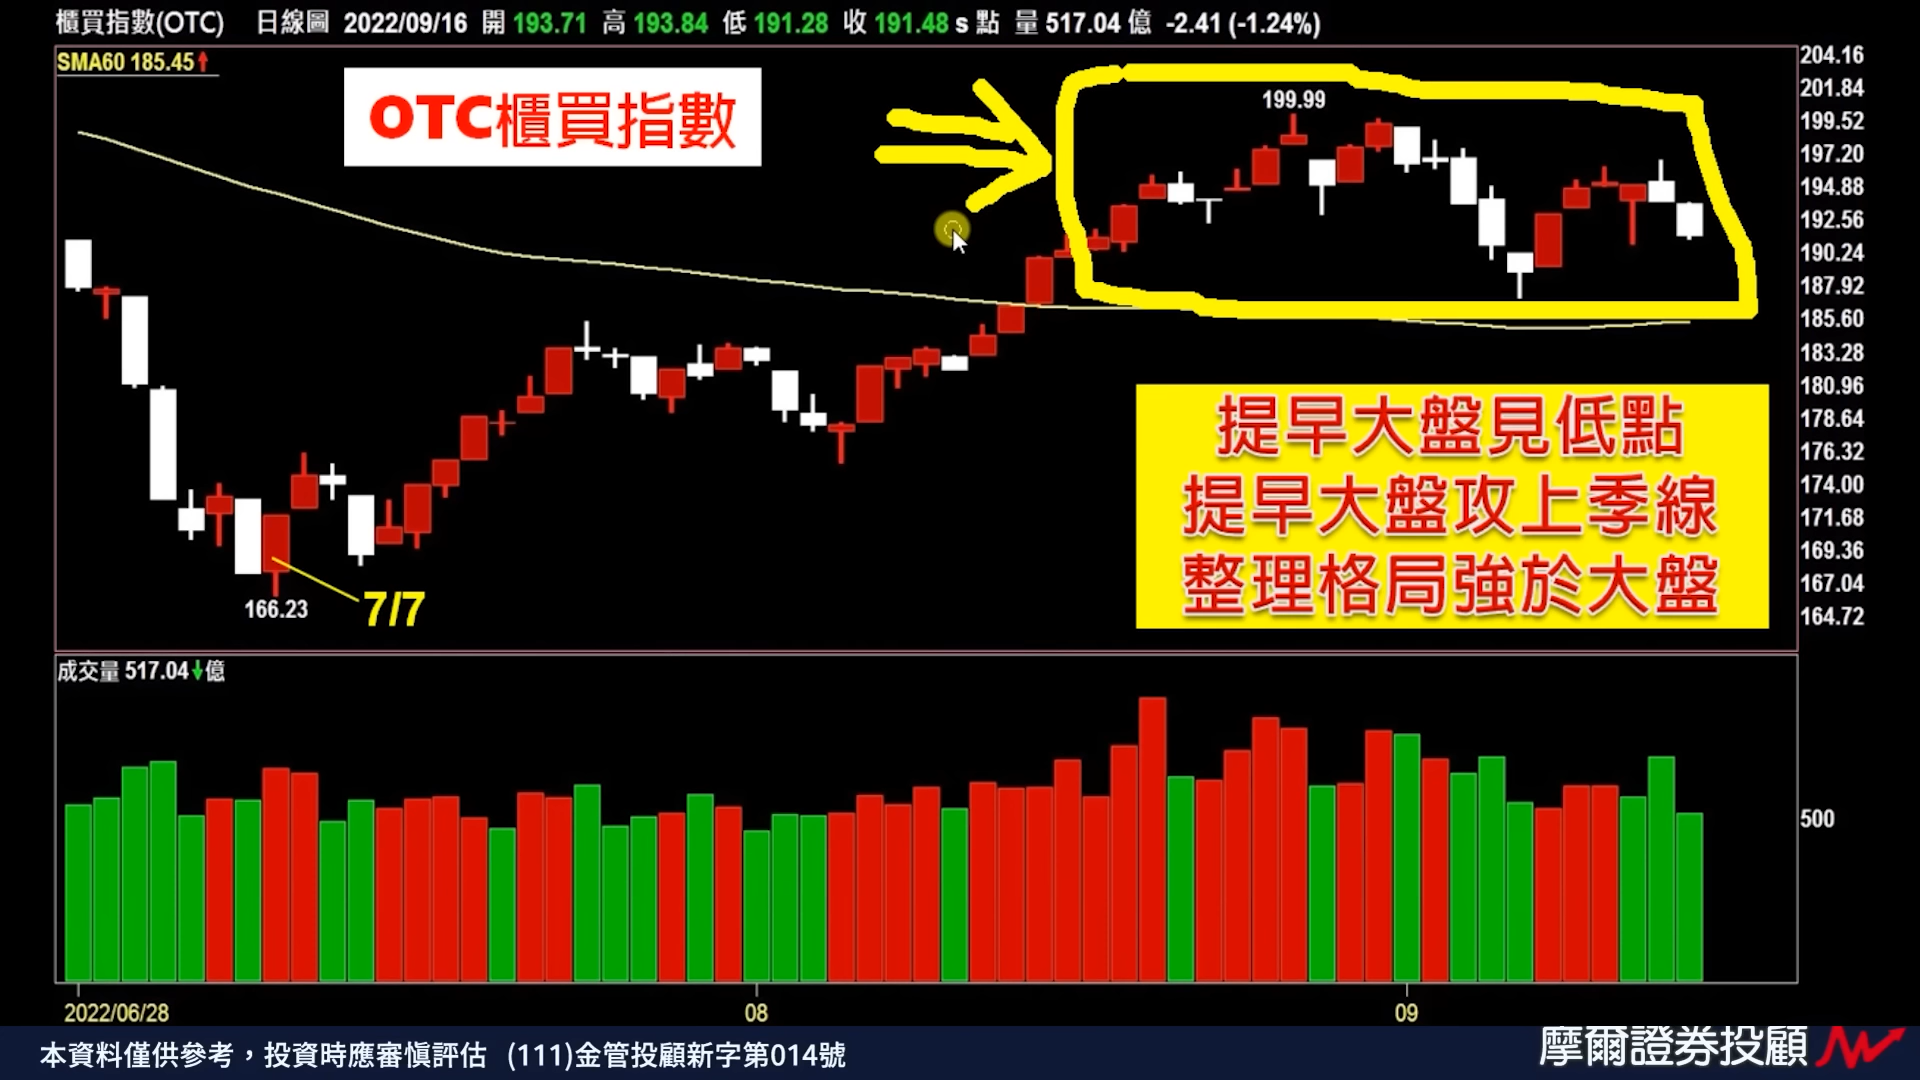 櫃買指數(OTC) 日線圖 2022/09/16 開 193.71 高 193.84 低 191.28 收 191.48 s 點 量 517.04 億 -2.41 (-1.24%)
SMA60 185.45↑
OTC櫃買指數
199.99
204.16
201.84
199.52
197.20
194.88
192.56
190.24
187.92
185.60
183.28
180.96
178.64
176.32
174.00
171.68
169.36
167.04
164.72
提早大盤見低點
提早大盤攻上季線
整理格局強於大盤
166.23
7/7
成交量 517.04↓億
500
2022/06/28 08 09
本資料僅供參考，投資時應審慎評估 (111)金管投顧新字第014號
摩爾證券投顧